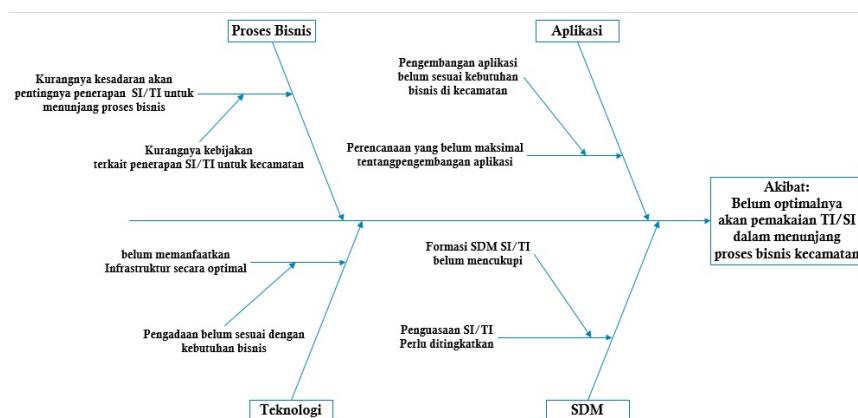 Proses Bisnis
Aplikasi
Kurangnya kesadaran akan
pentingnya penerapan SI/TI untuk
menunjang proses bisnis
Kurangnya kebijakan
terkait penerapan SI/TI untuk kecamatan
Pengembangan aplikasi
belum sesuai kebutuhan
bisnis di kecamatan
Perencanaan yang belum maksimal
tentangpengembangan aplikasi
Akibat:
Belum optimalnya
akan pemakaian TI/SI
dalam menunjang
proses bisnis kecamatan
belum memanfaatkan
Infrastruktur secara optimal
Pengadaan belum sesuai dengan
kebutuhan bisnis
Formasi SDM SI/TI
belum mencukupi
Penguasaan SI/TI
Perlu ditingkatkan
Teknologi
SDM